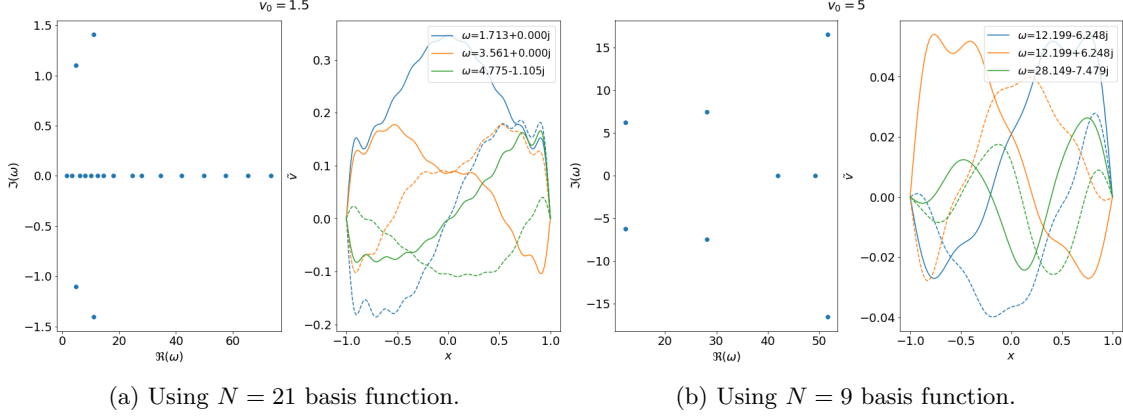 v₀ = 1.5
1.5
1.0
0.5
0.0
−0.5
−1.0
−1.5
ℑ(ω)
0 20 40 60
ℜ(ω)
0.3
0.2
0.1
0.0
−0.1
−0.2
ṽ
ω=1.713+0.000j
ω=3.561+0.000j
ω=4.775-1.105j
−1.0 −0.5 0.0 0.5 1.0
x
(a) Using N = 21 basis function.
v₀ = 5
15
10
5
0
−5
−10
−15
ℑ(ω)
20 30 40 50
ℜ(ω)
0.04
0.02
0.00
−0.02
−0.04
ṽ
ω=12.199-6.248j
ω=12.199+6.248j
ω=28.149-7.479j
−1.0 −0.5 0.0 0.5 1.0
x
(b) Using N = 9 basis function.